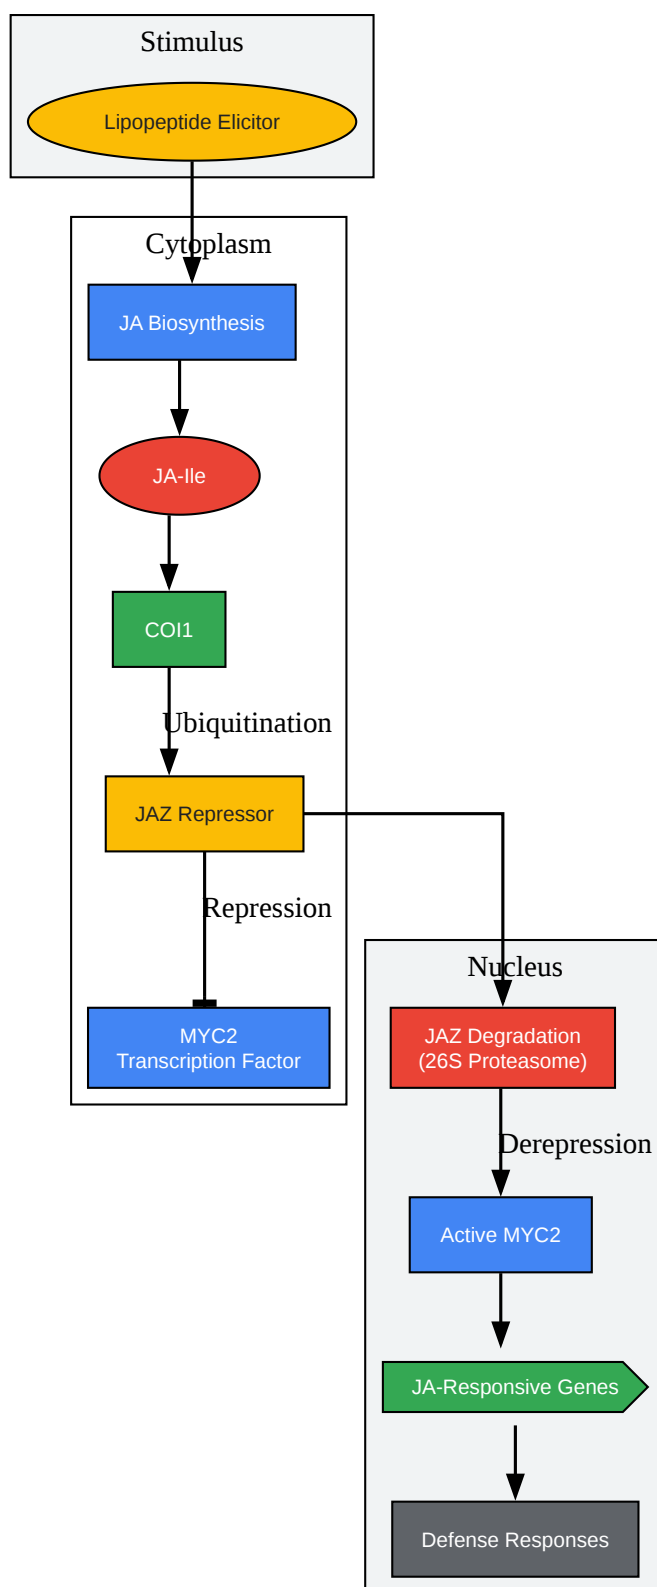 Stimulus
Lipopeptide Elicitor
Cytoplasm
JA Biosynthesis
JA-Ile
COI1
Ubiquitination
JAZ Repressor
Repression
MYC2
Transcription Factor
Nucleus
JAZ Degradation
(26S Proteasome)
Derepression
Active MYC2
JA-Responsive Genes
Defense Responses